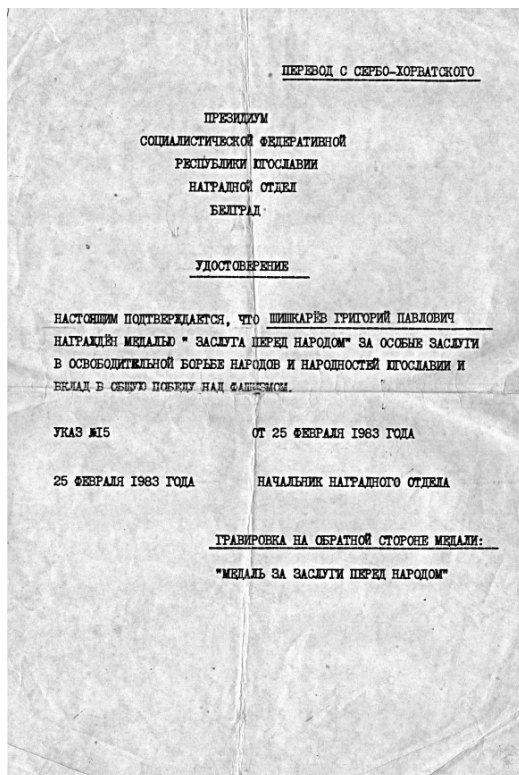 ПЕРЕВОД С СЕРБО-ХОРВАТСКОГО
ПРЕЗИДИУМ
СОЦИАЛИСТИЧЕСКОЙ ФЕДЕРАТИВНОЙ
РЕСПУБЛИКИ ЮГОСЛАВИИ
НАГРАДНОЙ ОТДЕЛ
БЕЛГРАД
УДОСТОВЕРЕНИЕ
НАСТОЯЩИМ ПОДТВЕРЖДАЕТСЯ, ЧТО ШИШКАРЁВ ГРИГОРИЙ ПАВЛОВИЧ
НАГРАЖДЁН МЕДАЛЬЮ " ЗАСЛУГА ПЕРЕД НАРОДОМ" ЗА ОСОБЫЕ ЗАСЛУГИ
В ОСВОБОДИТЕЛЬНОЙ БОРЬБЕ НАРОДОВ И НАРОДНОСТЕЙ ЮГОСЛАВИИ И
ВКЛАД В ОБЩУЮ ПОБЕДУ НАД ФАШИЗМОМ.
УКАЗ №I5 ОТ 25 ФЕВРАЛЯ I983 ГОДА
25 ФЕВРАЛЯ I983 ГОДА НАЧАЛЬНИК НАГРАДНОГО ОТДЕЛА
ГРАВИРОВКА НА ОБРАТНОЙ СТОРОНЕ МЕДАЛИ:
"МЕДАЛЬ ЗА ЗАСЛУГИ ПЕРЕД НАРОДОМ"